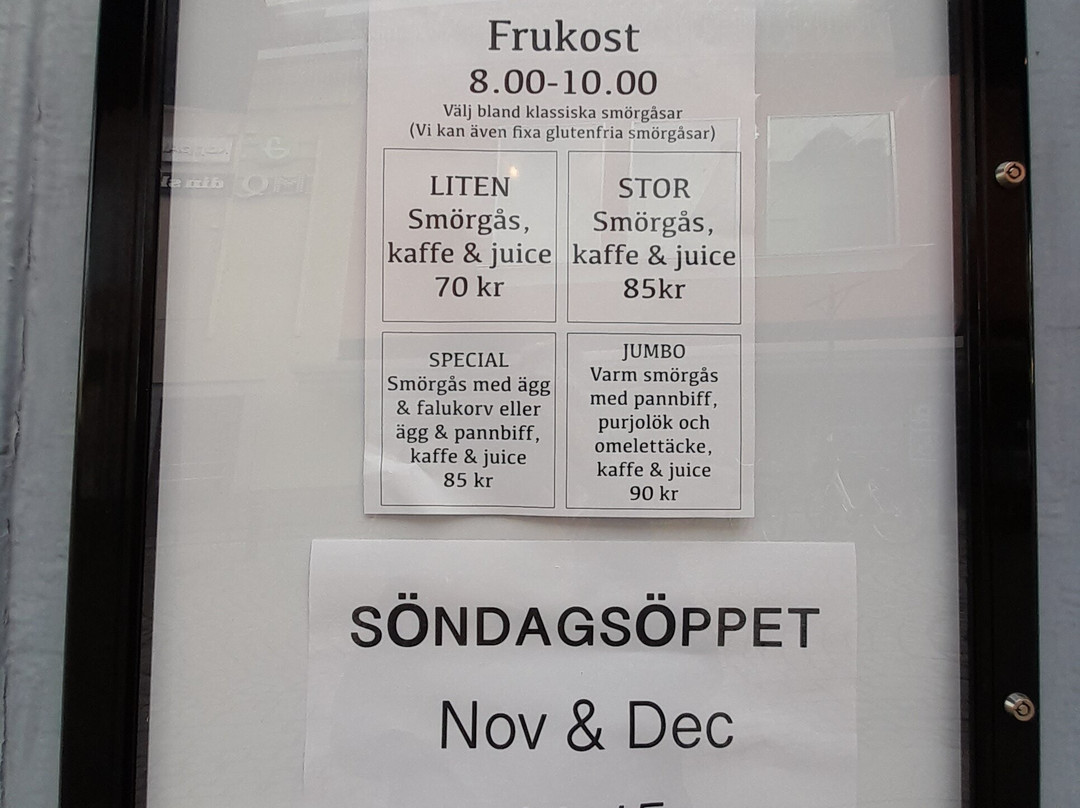 Frukost
8.00-10.00
Välj bland klassiska smörgåsar
(Vi kan även fixa glutenfria smörgåsar)
LITEN
Smörgås,
kaffe & juice
70 kr
STOR
Smörgås,
kaffe & juice
85kr
SPECIAL
Smörgås med ägg
& falukorv eller
ägg & pannbiff,
kaffe & juice
85 kr
JUMBO
Varm smörgås
med pannbiff,
purjolök och
omelettäcke,
kaffe & juice
90 kr
SÖNDAGSÖPPET
Nov & Dec